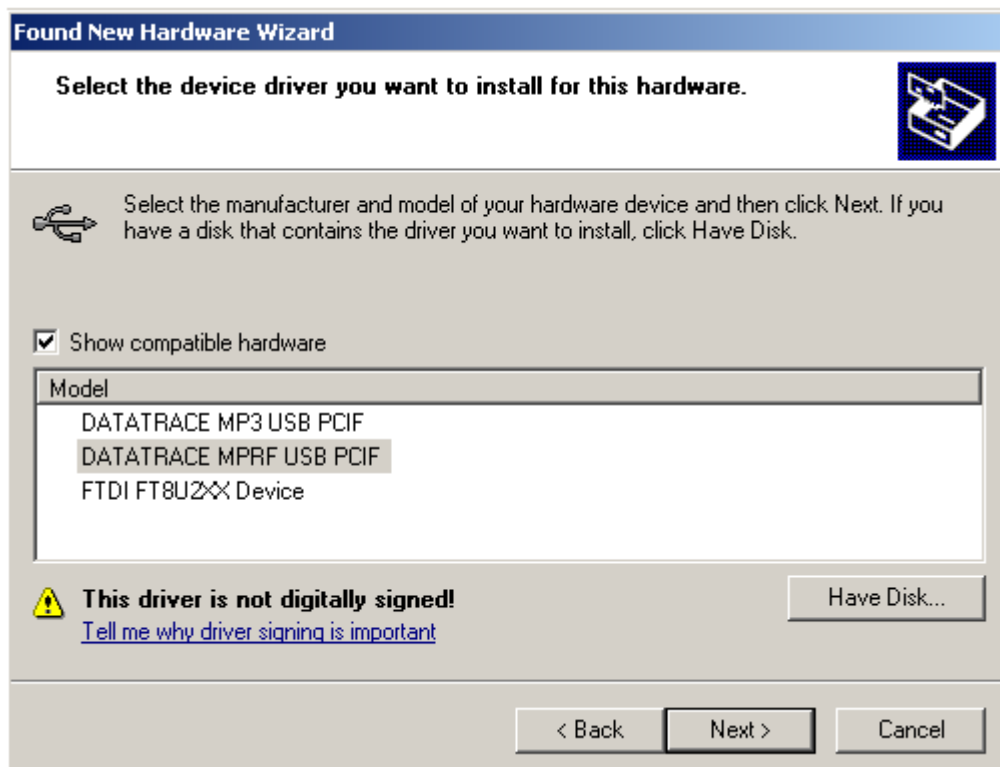 Found New Hardware Wizard
Select the device driver you want to install for this hardware.
Select the manufacturer and model of your hardware device and then click Next. If you
have a disk that contains the driver you want to install, click Have Disk.
Show compatible hardware
Model
DATATRACE MP3 USB PCIF
DATATRACE MPRF USB PCIF
FTDI FT8U2XX Device
This driver is not digitally signed!
Have Disk...
Tell me why driver signing is important
< Back
Next >
Cancel